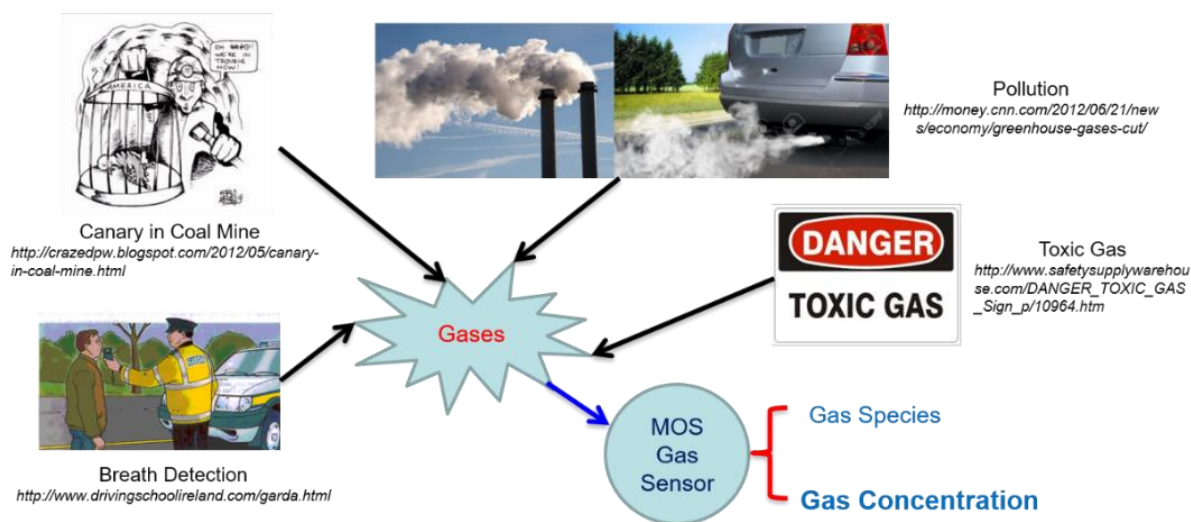 OH
WE'RE IN
TROUBLE
NOW!
AMERICA
Canary in Coal Mine
http://crazedpw.blogspot.com/2012/05/canary-
in-coal-mine.html
Pollution
http://money.cnn.com/2012/06/21/new
s/economy/greenhouse-gases-cut/
DANGER
TOXIC GAS
Toxic Gas
http://www.safetysupplywarehou
se.com/DANGER_TOXIC_GAS
_Sign_p/10964.htm
Gases
GARDA
Breath Detection
http://www.drivingschoolireland.com/garda.html
MOS
Gas
Sensor
Gas Species
Gas Concentration